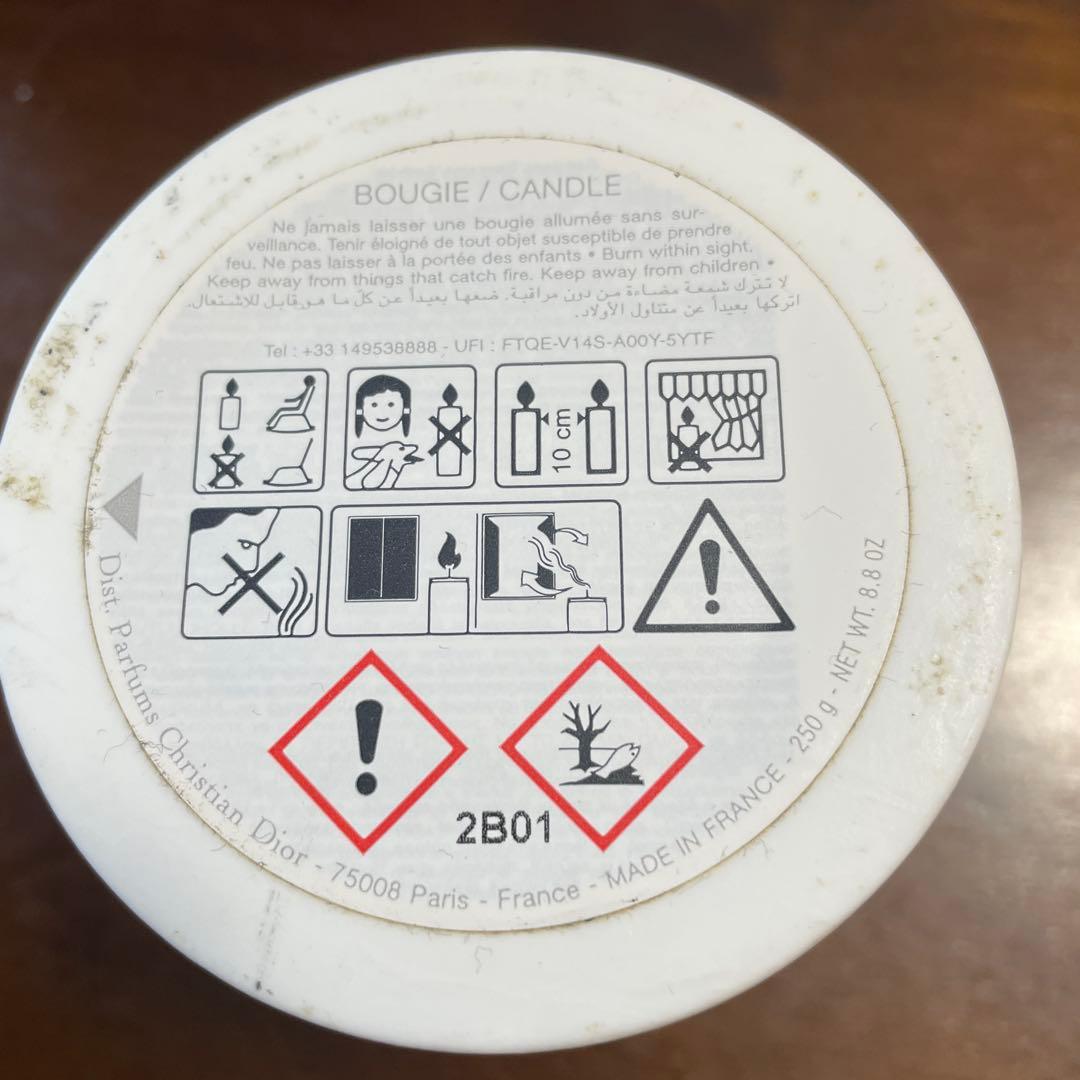 BOUGIE / CANDLE
Ne jamais laisser une bougie allumée sans sur-
veillance. Tenir éloigné de tout objet susceptible de prendre
feu. Ne pas laisser à la portée des enfants • Burn within sight.
Keep away from things that catch fire. Keep away from children •
لا تترك شمعة مضاءة من دون مراقبة. ضعها بعيداً عن كلّ ما هو قابل للاشتعال.
اتركها بعيداً عن متناول الأولاد.
Tel : +33 149538888 - UFI : FTQE-V14S-A00Y-5YTF
10 cm
2B01
Dist. Parfums Christian Dior - 75008 Paris - France - MADE IN FRANCE - 250 g - NET WT. 8.8 OZ